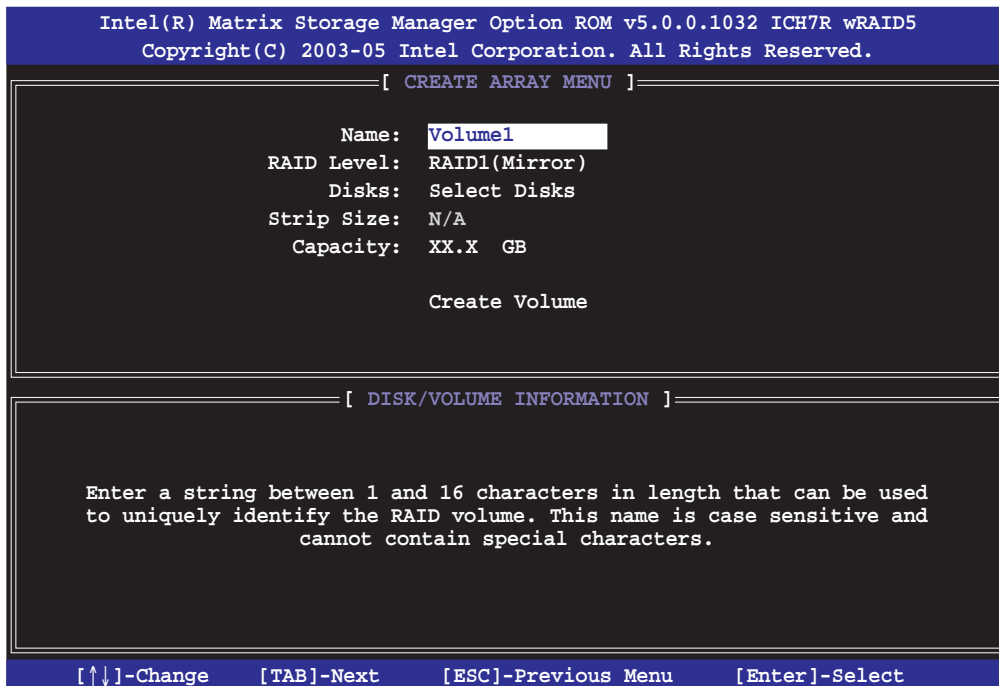 Intel(R) Matrix Storage Manager Option ROM v5.0.0.1032 ICH7R wRAID5
Copyright(C) 2003-05 Intel Corporation. All Rights Reserved.
[ CREATE ARRAY MENU ]
Name: Volume1
RAID Level: RAID1(Mirror)
Disks: Select Disks
Strip Size: N/A
Capacity: XX.X GB
Create Volume
[ DISK/VOLUME INFORMATION ]
Enter a string between 1 and 16 characters in length that can be used
to uniquely identify the RAID volume. This name is case sensitive and
cannot contain special characters.
[↑↓]-Change [TAB]-Next [ESC]-Previous Menu [Enter]-Select